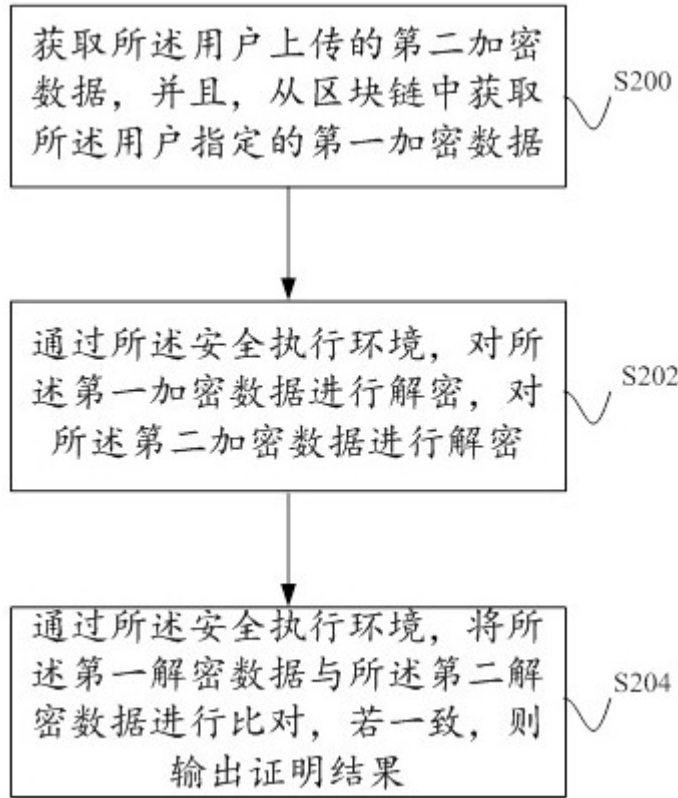 获取所述用户上传的第二加密
数据，并且，从区块链中获取
所述用户指定的第一加密数据
S200
通过所述安全执行环境，对所
述第一加密数据进行解密，对
所述第二加密数据进行解密
S202
通过所述安全执行环境，将所
述第一解密数据与所述第二解
密数据进行比对，若一致，则
输出证明结果
S204